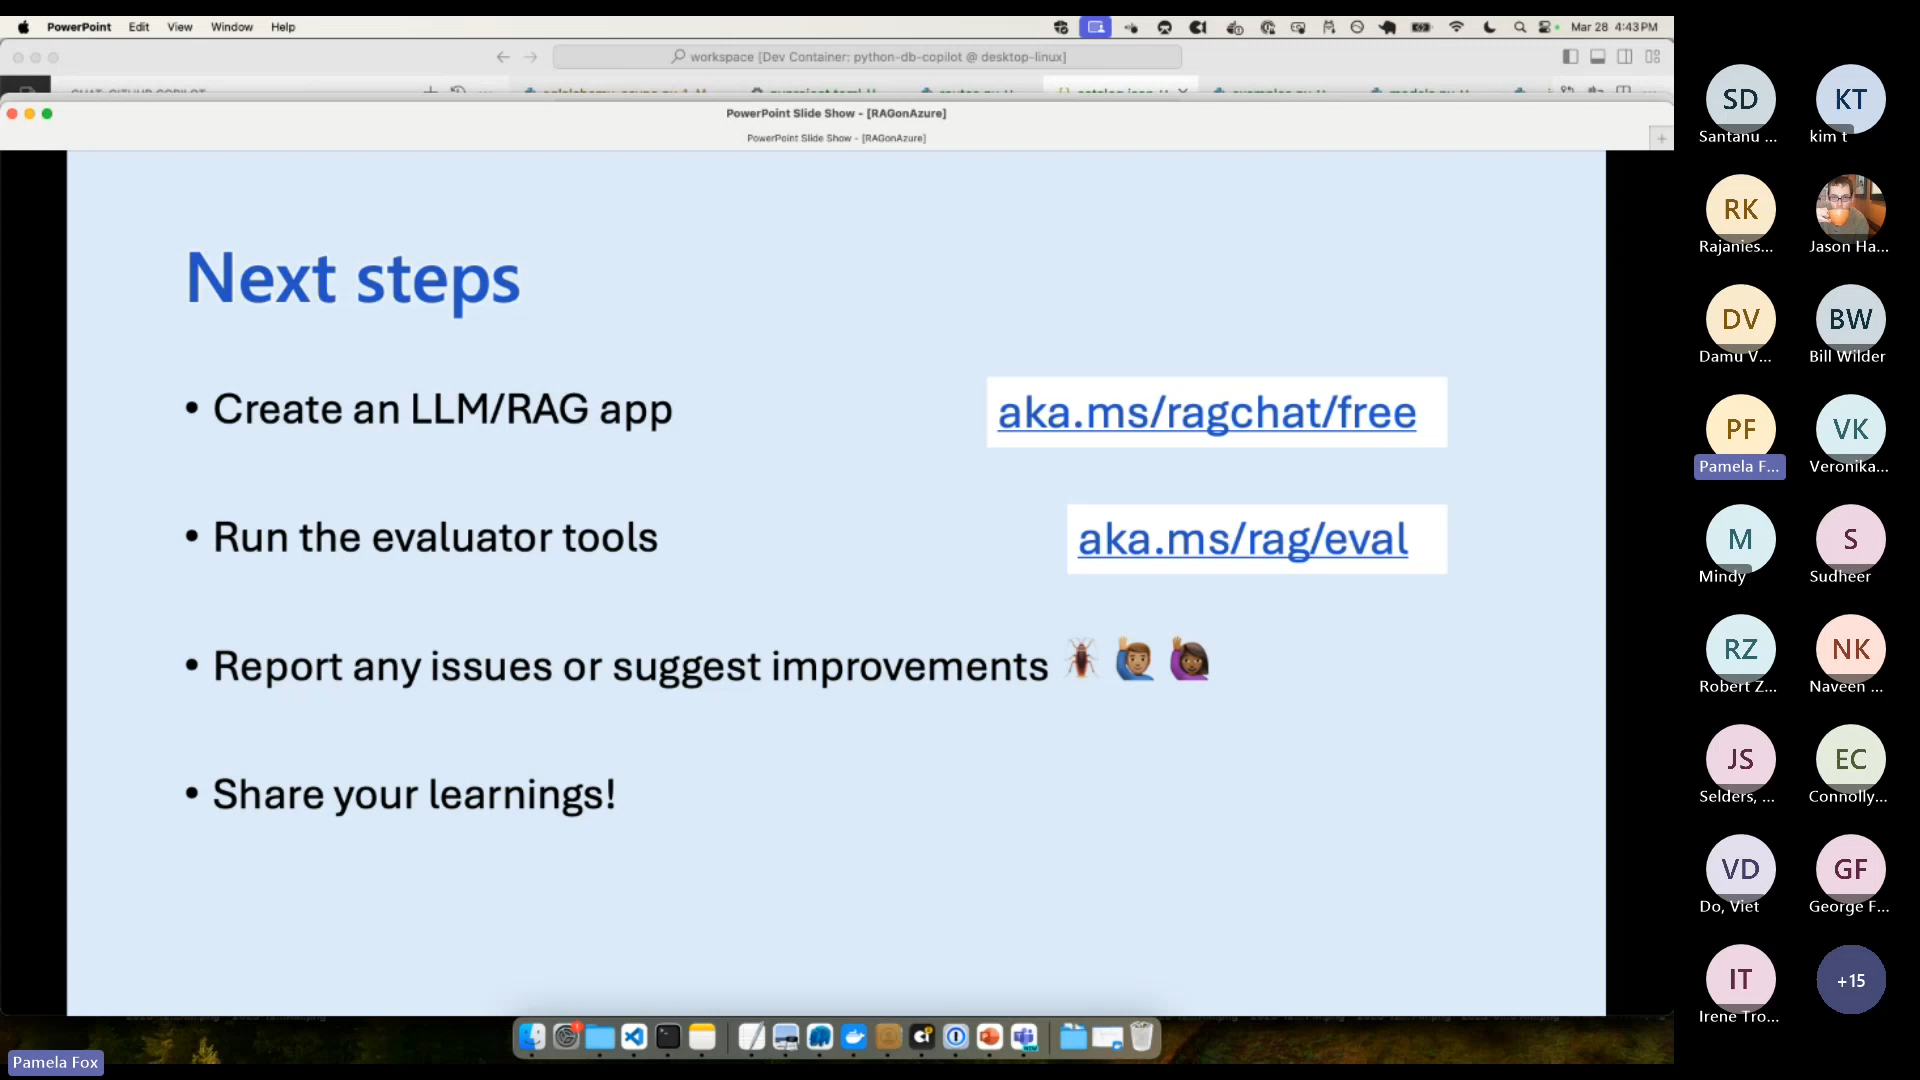 PowerPoint Edit View Window Help
Mar 28 4:43PM
workspace [Dev Container: python-db-copilot @ desktop-linux]
PowerPoint Slide Show - [RAGonAzure]
PowerPoint Slide Show - [RAGonAzure]
Next steps
• Create an LLM/RAG app
aka.ms/ragchat/free
• Run the evaluator tools
aka.ms/rag/eval
• Report any issues or suggest improvements
• Share your learnings!
Pamela Fox
SD
Santanu ...
KT
kim t
RK
Rajanies...
Jason Ha...
DV
Damu V...
BW
Bill Wilder
PF
Pamela F...
VK
Veronika...
M
Mindy
S
Sudheer
RZ
Robert Z...
NK
Naveen ...
JS
Selders, ...
EC
Connolly...
VD
Do, Viet
GF
George F...
IT
Irene Tro...
+15